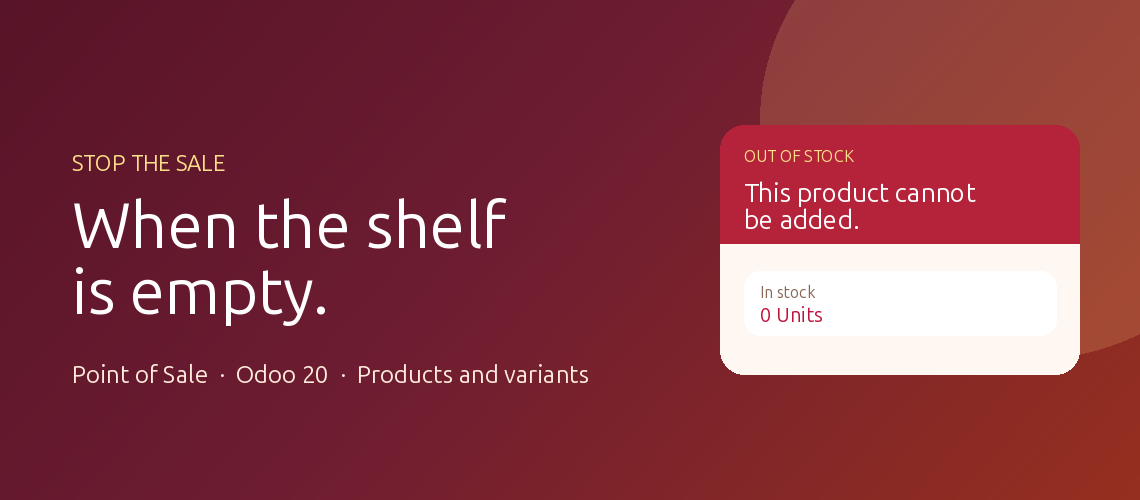 STOP THE SALE
When the shelf
is empty.
Point of Sale · Odoo 20 · Products and variants
OUT OF STOCK
This product cannot
be added.
In stock
0 Units